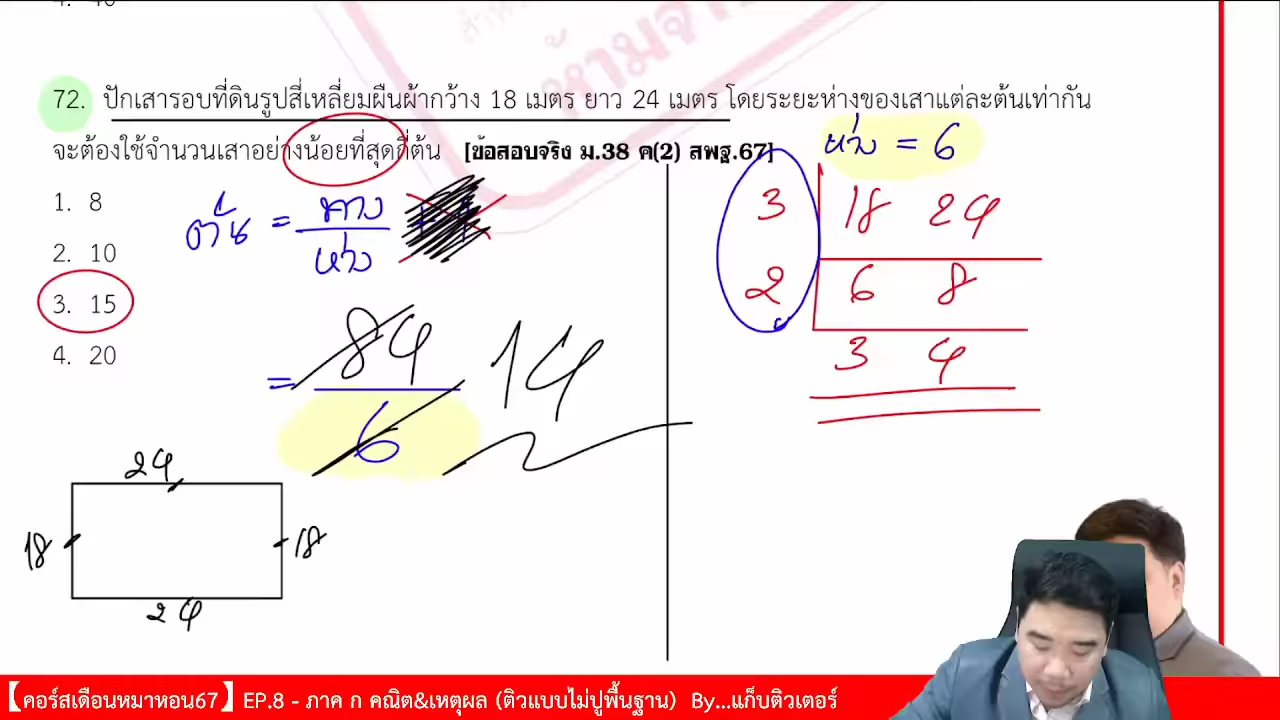 72. ปักเสารอบที่ดินรูปสี่เหลี่ยมผืนผ้ากว้าง 18 เมตร ยาว 24 เมตร โดยระยะห่างของเสาแต่ละต้นเท่ากัน
จะต้องใช้จำนวนเสาอย่างน้อยที่สุดกี่ต้น [ข้อสอบจริง ม.38 ค(2) สพฐ.67]
ห่าง = 6
1. 8
2. 10
3. 15
4. 20
ต้น = ทาง
ห่าง
= 84
6
14
3 18 24
2 6 8
3 4
24
18 18
24
ห้าม
【คอร์สเดือนหมาหอน67】 EP.8 - ภาค ก คณิต&เหตุผล (ติวแบบไม่ปูพื้นฐาน) By...แก็บติวเตอร์